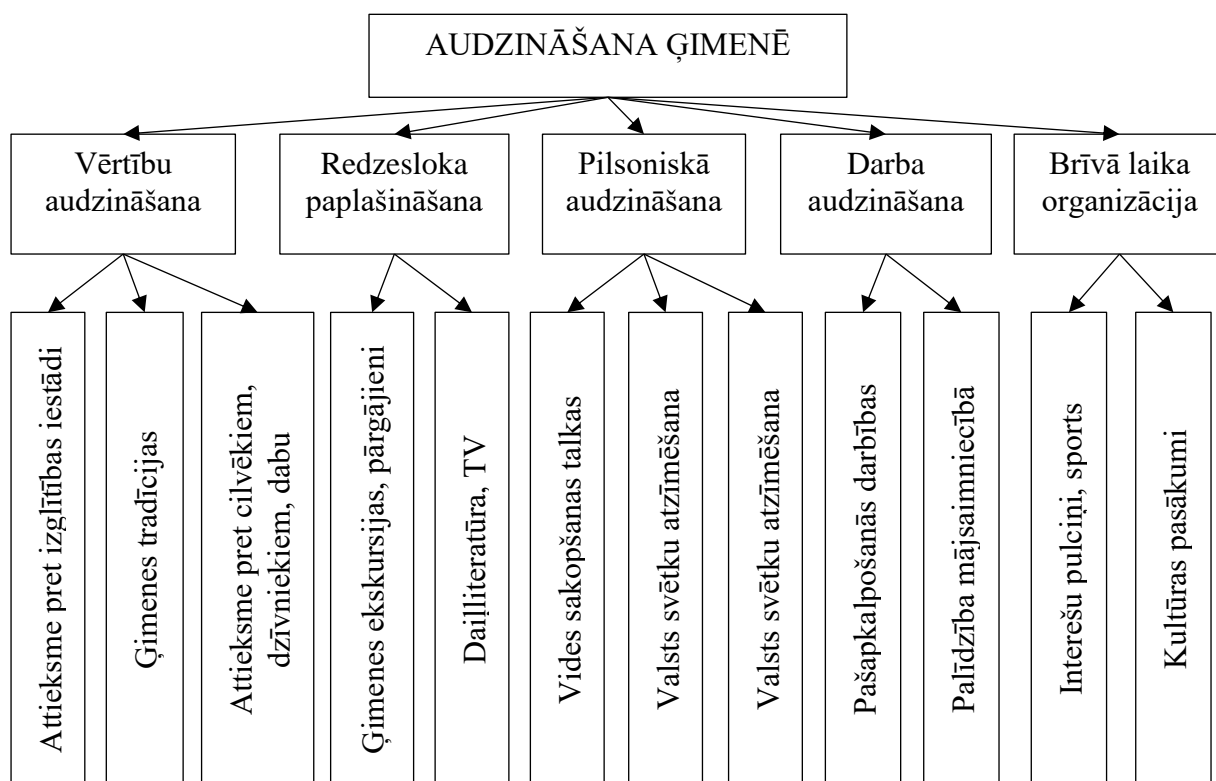 AUDZINĀŠANA ĢIMENĒ
Vērtību
audzināšana
Redzesloka
paplašināšana
Pilsoniskā
audzināšana
Darba
audzināšana
Brīvā laika
organizācija
Attieksme pret izglītības iestādi
Ģimenes tradīcijas
Attieksme pret cilvēkiem,
dzīvniekiem, dabu
Ģimenes ekskursijas, pārgājieni
Daiļliteratūra, TV
Vides sakopšanas talkas
Valsts svētku atzīmēšana
Valsts svētku atzīmēšana
Pašapkalpošanās darbības
Palīdzība mājsaimniecībā
Interešu pulciņi, sports
Kultūras pasākumi